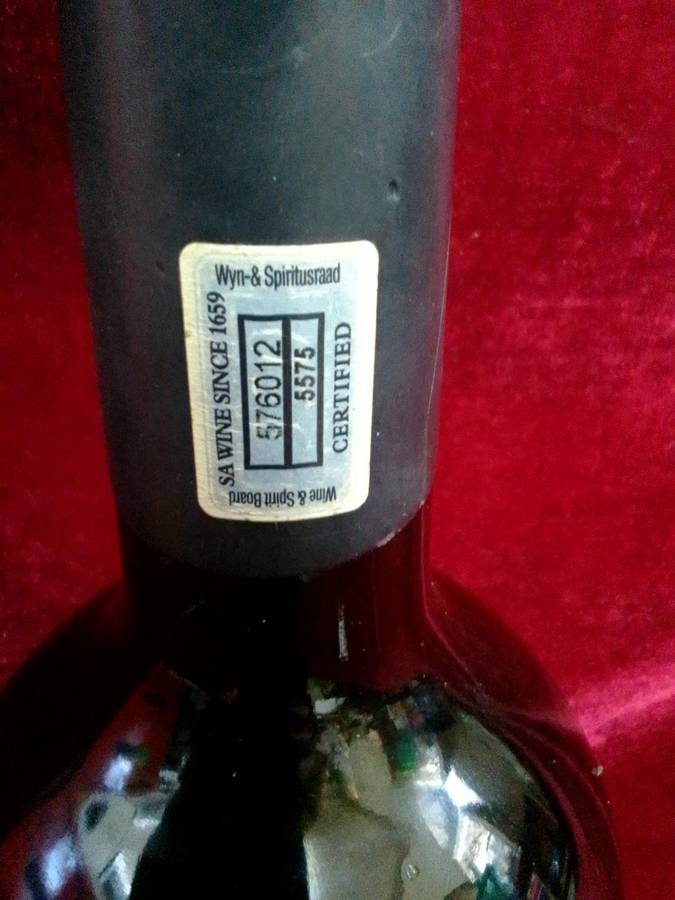 Wyn-& Spiritusraad
SA WINE SINCE 1659
576012
5575
CERTIFIED
Wine & Spirit Board